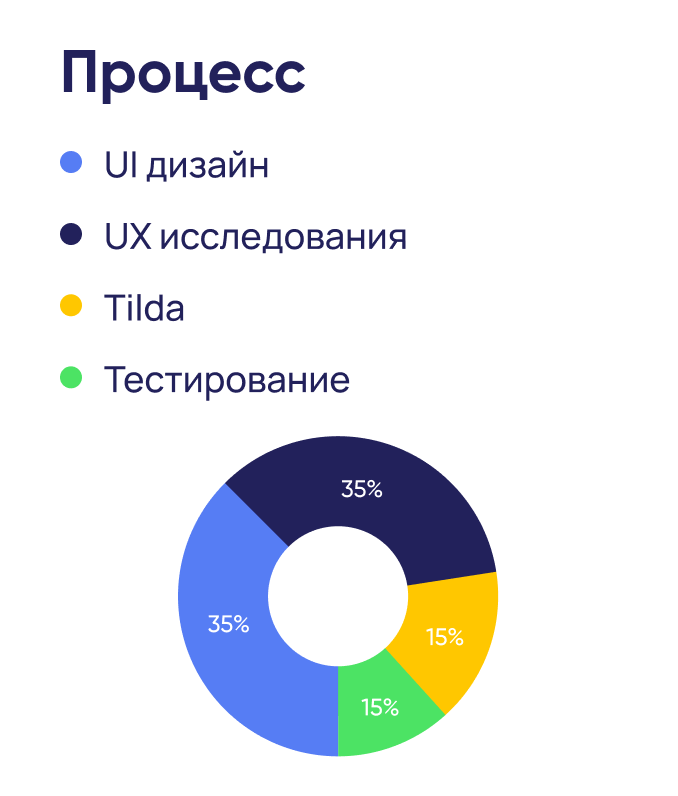 Процесс
UI дизайн
UX исследования
Tilda
Тестирование
35%
35%
15%
15%